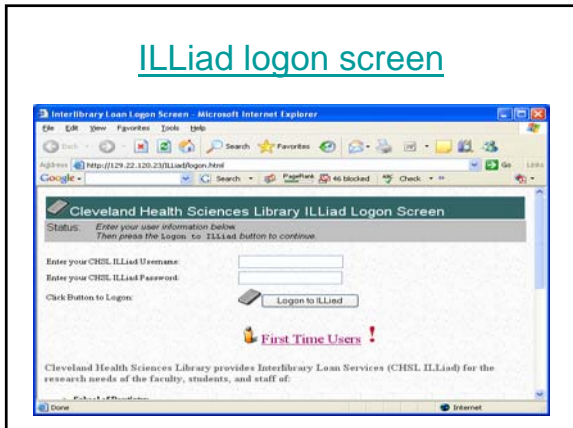 ILLiad logon screen
Interlibrary Loan Logon Screen - Microsoft Internet Explorer
File Edit View Favorites Tools Help
Back Search Favorites
Address http://129.22.120.23/ILLiad/logon.html Go Links
Google Search PageRank 46 blocked Check
Cleveland Health Sciences Library ILLiad Logon Screen
Status: Enter your user information below.
Then press the Logon to ILLiad button to continue.
Enter your CHSL ILLiad Username:
Enter your CHSL ILLiad Password:
Click Button to Logon: Logon to ILLiad
First Time Users !
Cleveland Health Sciences Library provides Interlibrary Loan Services (CHSL ILLiad) for the
research needs of the faculty, students, and staff of:
School of Dentistry
Done Internet